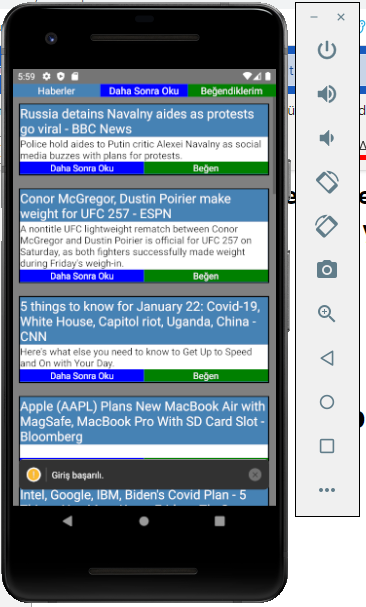 5:59
Haberler Daha Sonra Oku Beğendiklerim
Russia detains Navalny aides as protests
go viral - BBC News
Police hold aides to Putin critic Alexei Navalny as social
media buzzes with plans for protests.
Daha Sonra Oku Beğen
Conor McGregor, Dustin Poirier make
weight for UFC 257 - ESPN
A nontitle UFC lightweight rematch between Conor
McGregor and Dustin Poirier is official for UFC 257 on
Saturday, as both fighters successfully made weight
during Friday's weigh-in.
Daha Sonra Oku Beğen
5 things to know for January 22: Covid-19,
White House, Capitol riot, Uganda, China -
CNN
Here's what else you need to know to Get Up to Speed
and On with Your Day.
Daha Sonra Oku Beğen
Apple (AAPL) Plans New MacBook Air with
MagSafe, MacBook Pro With SD Card Slot -
Bloomberg
Giriş başarılı.
Intel, Google, IBM, Biden's Covid Plan - 5